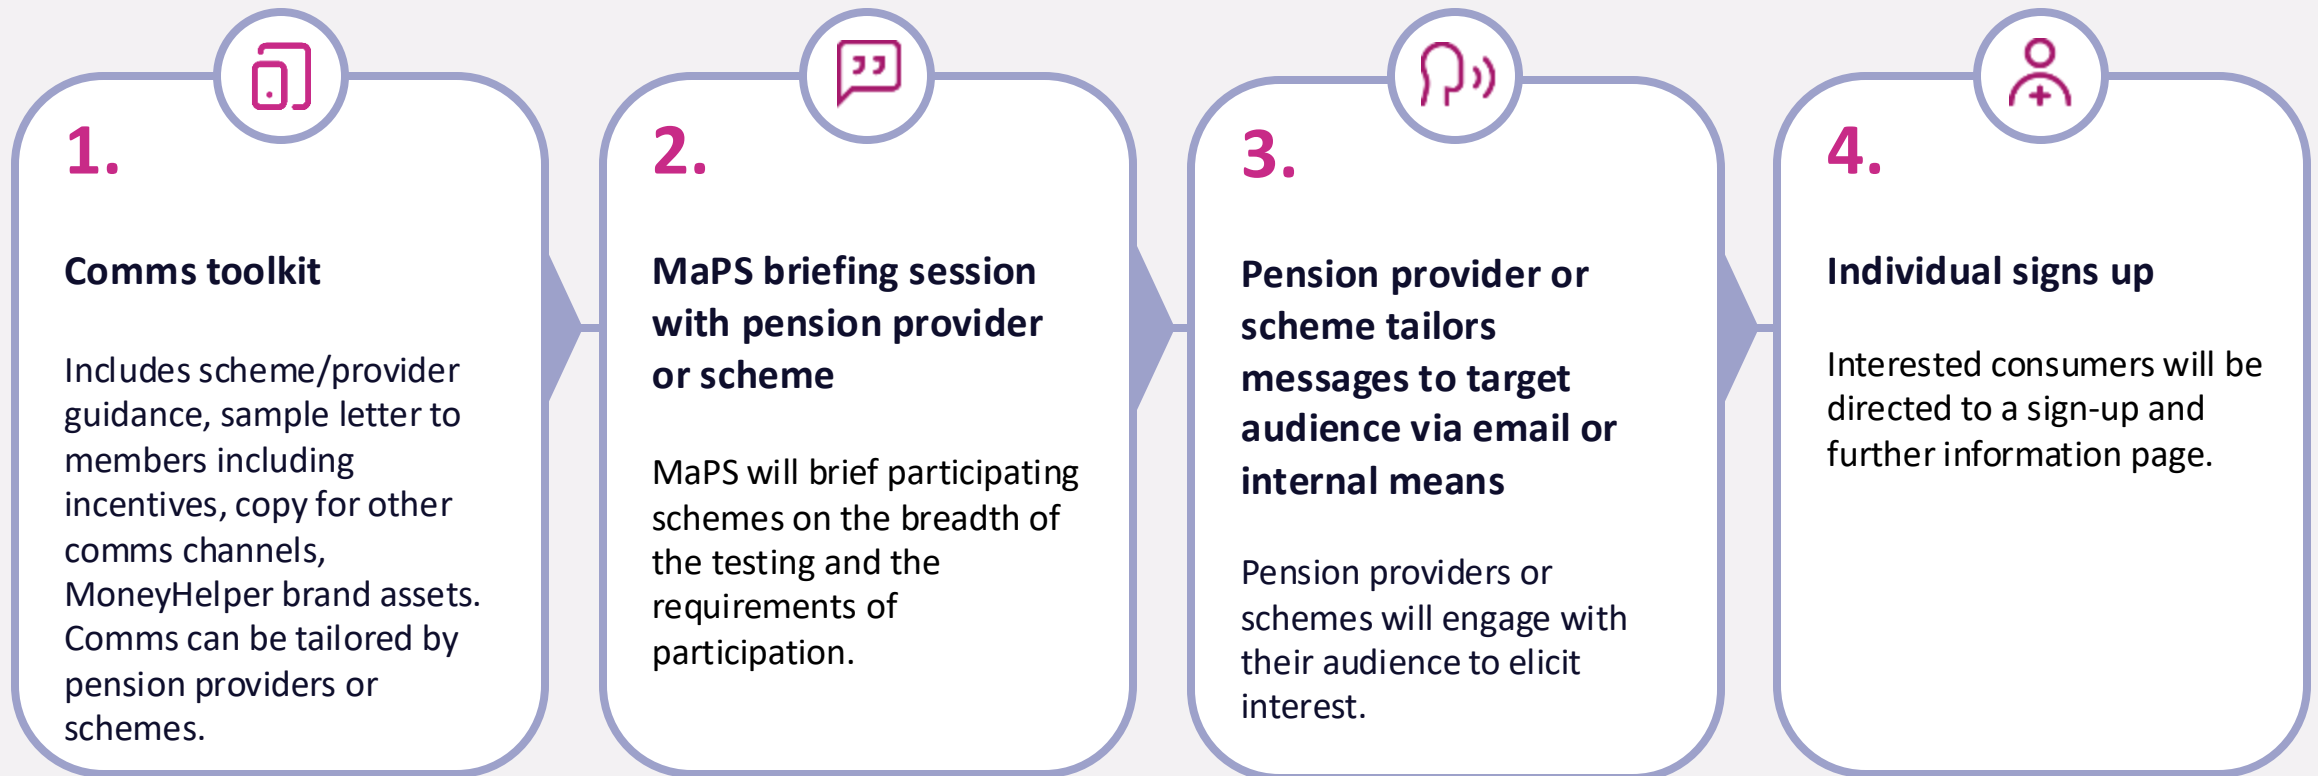 1.
Comms toolkit
Includes scheme/provider
guidance, sample letter to
members including
incentives, copy for other
comms channels,
MoneyHelper brand assets.
Comms can be tailored by
pension providers or
schemes.
2.
MaPS briefing session
with pension provider
or scheme
MaPS will brief participating
schemes on the breadth of
the testing and the
requirements of
participation.
3.
Pension provider or
scheme tailors
messages to target
audience via email or
internal means
Pension providers or
schemes will engage with
their audience to elicit
interest.
4.
Individual signs up
Interested consumers will be
directed to a sign-up and
further information page.